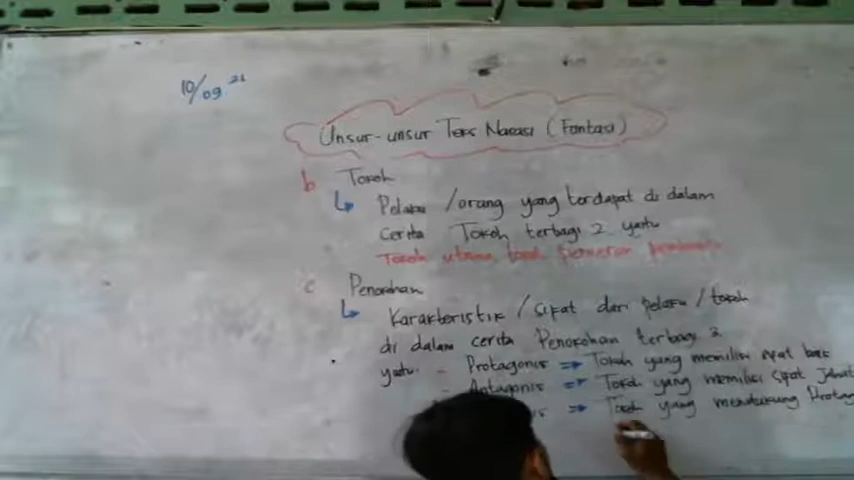 10/09 21
Unsur-unsur Teks Narasi (Fantasi)
b Tokoh
Pelaku /orang yang terdapat di dalam
cerita Tokoh terbagi 2 yaitu
Tokoh utama, tokoh pemeran pembantu
c Penokohan
Karakteristik / sifat dari pelaku / tokoh
di dalam cerita Penokohan terbagi 3
yaitu. - Protagonis => Tokoh yang memiliki sifat baik
- Antagonis => Tokoh yang memiliki sifat Jahat
=> Tokoh yang mendukung Protag